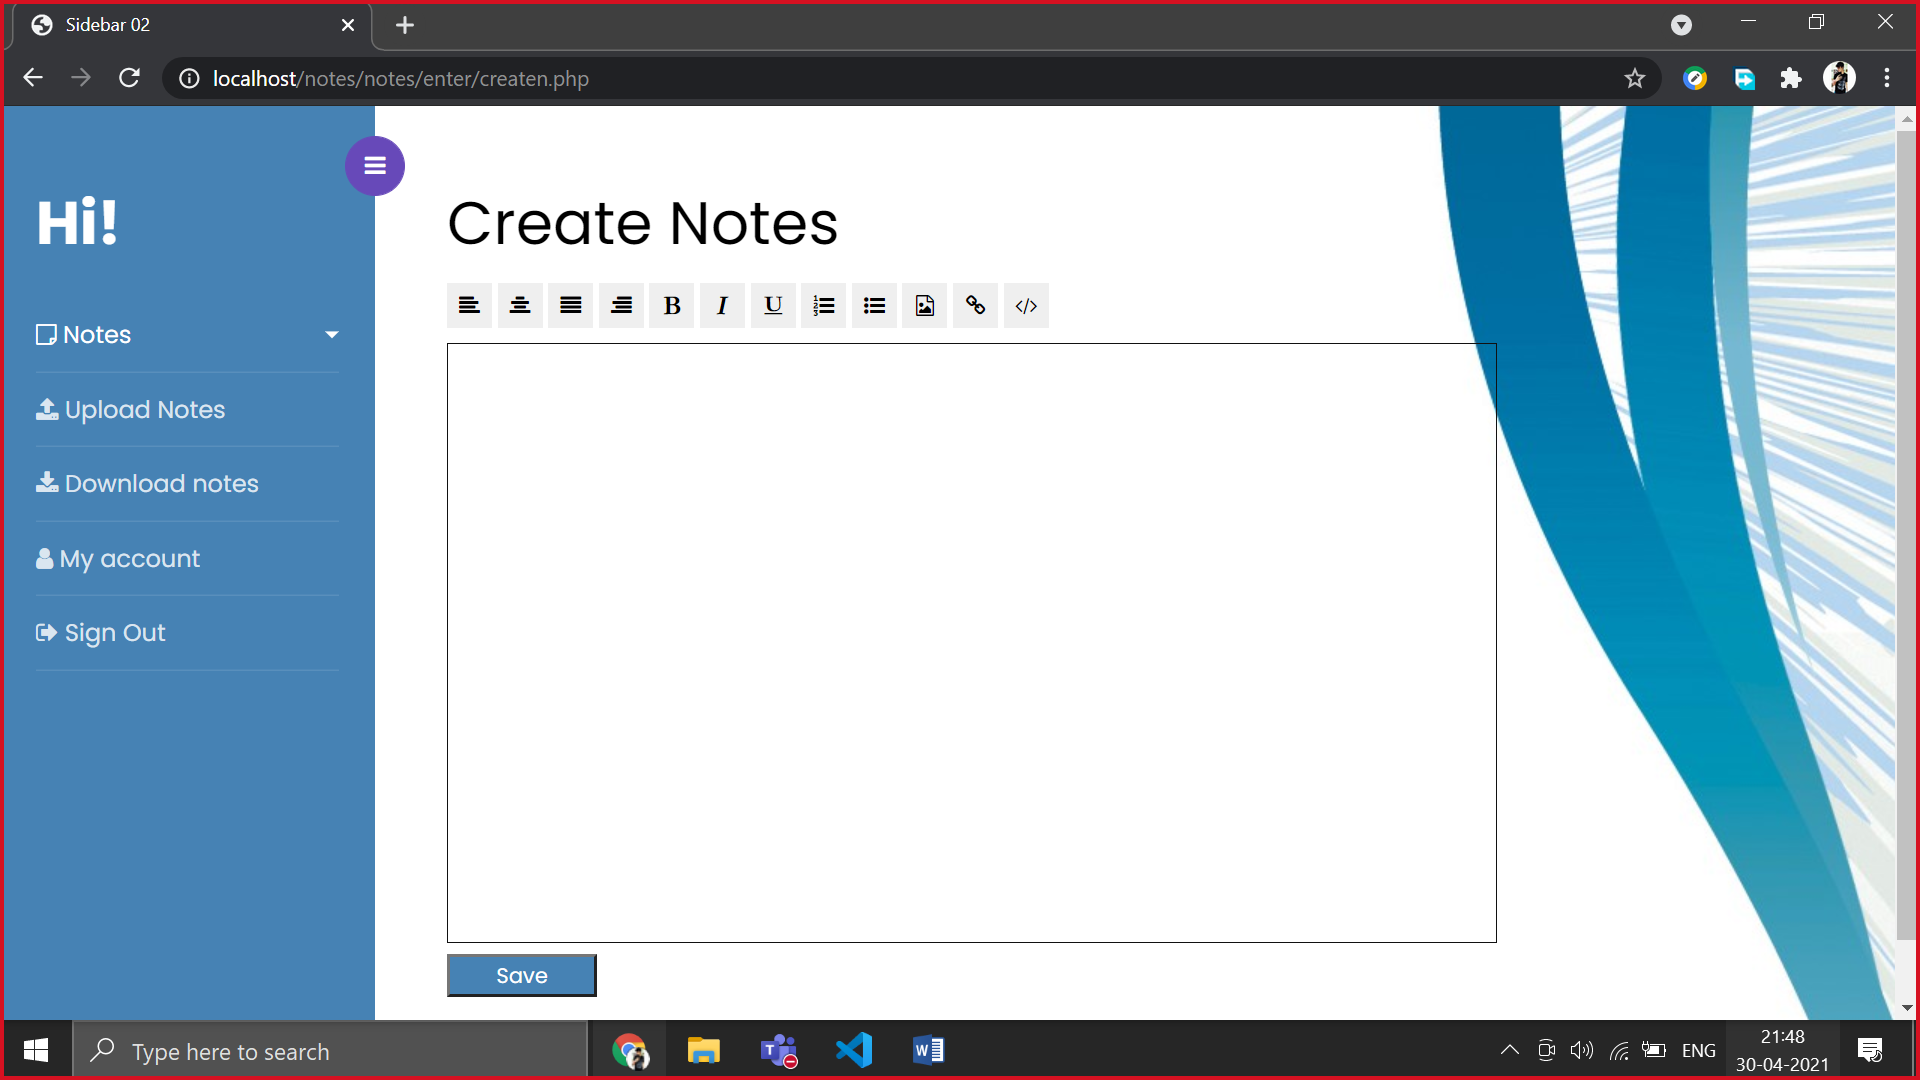 Sidebar 02
localhost/notes/notes/enter/createn.php
Hi!
Notes
Upload Notes
Download notes
My account
Sign Out
Create Notes
B I U </>
Save
Type here to search
ENG
21:48
30-04-2021